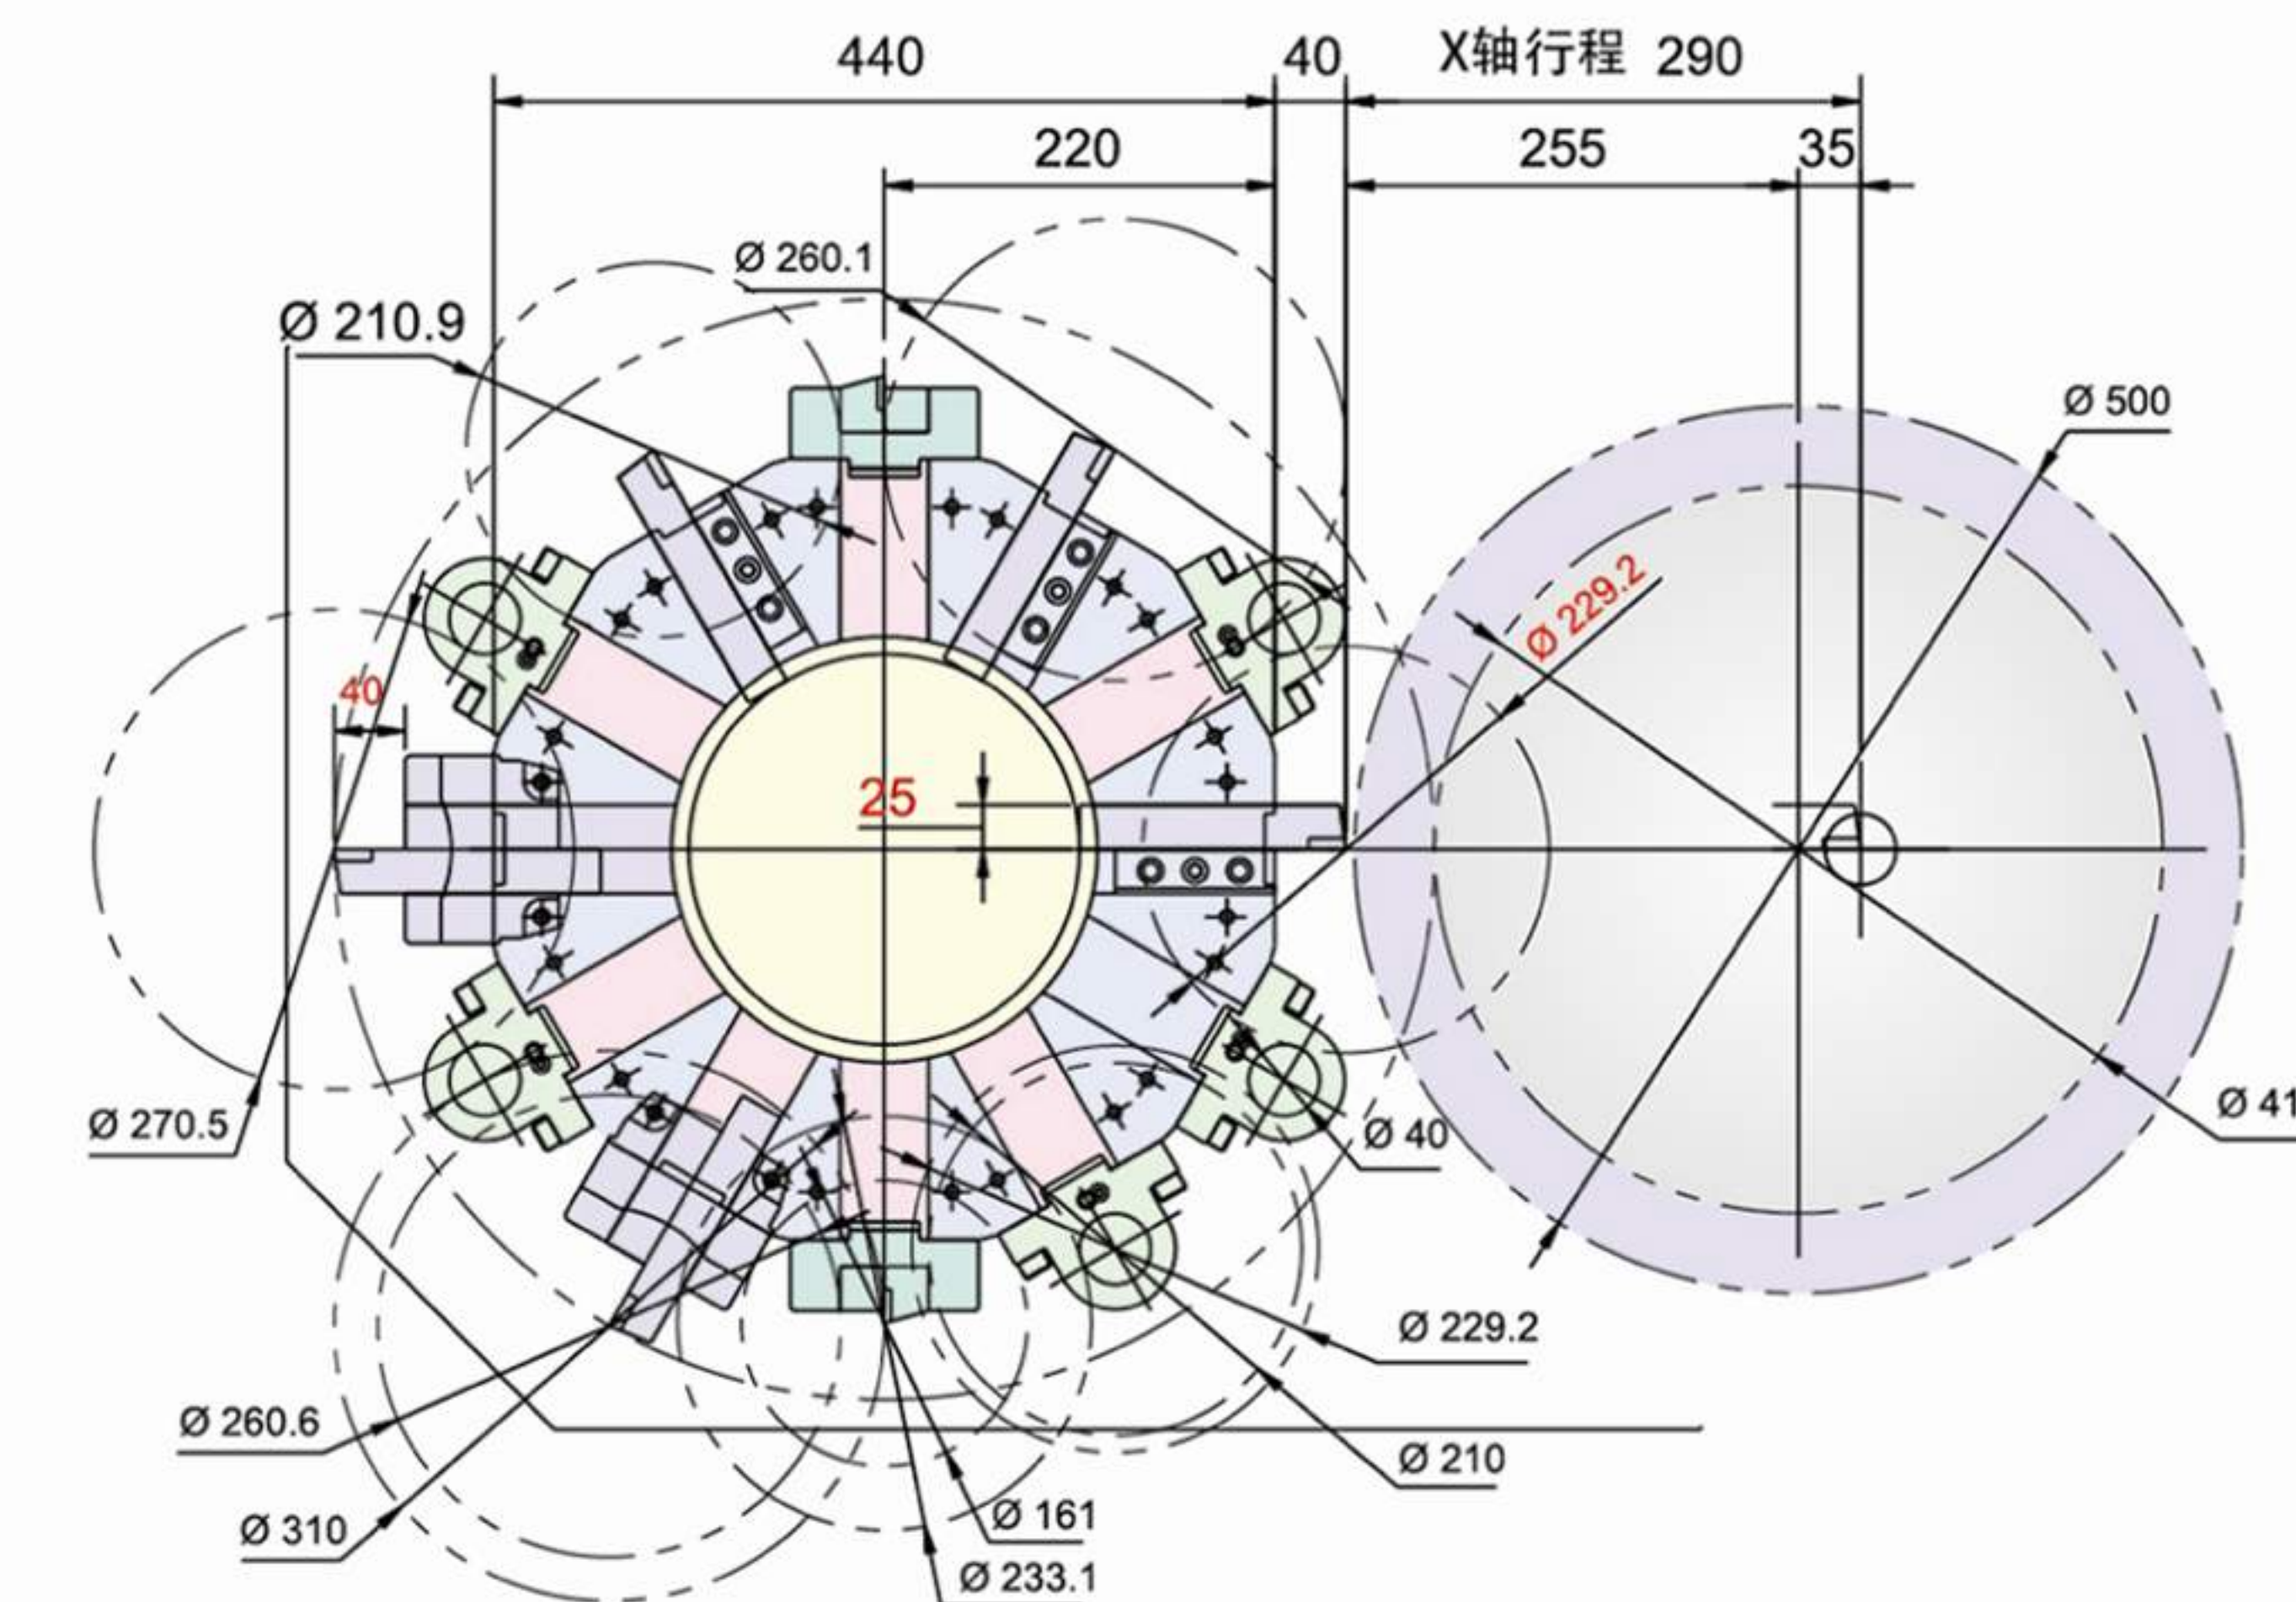 440
40
X轴行程 290
220
255
35
Ø 260.1
Ø 210.9
Ø 500
Ø 229.2
40
25
Ø 270.5
Ø 40
Ø 41
Ø 229.2
Ø 260.6
Ø 210
Ø 310
Ø 161
Ø 233.1